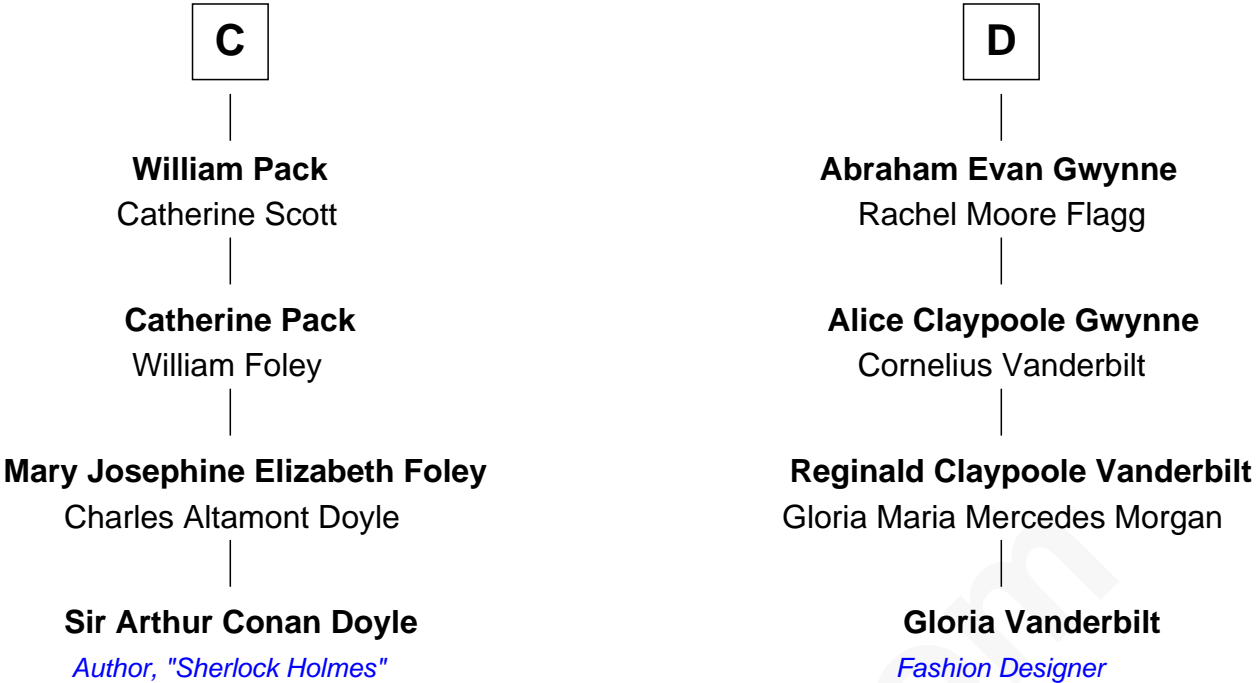 C
William Pack
Catherine Scott
Catherine Pack
William Foley
Mary Josephine Elizabeth Foley
Charles Altamont Doyle
Sir Arthur Conan Doyle
Author, "Sherlock Holmes"
D
Abraham Evan Gwynne
Rachel Moore Flagg
Alice Claypoole Gwynne
Cornelius Vanderbilt
Reginald Claypoole Vanderbilt
Gloria Maria Mercedes Morgan
Gloria Vanderbilt
Fashion Designer